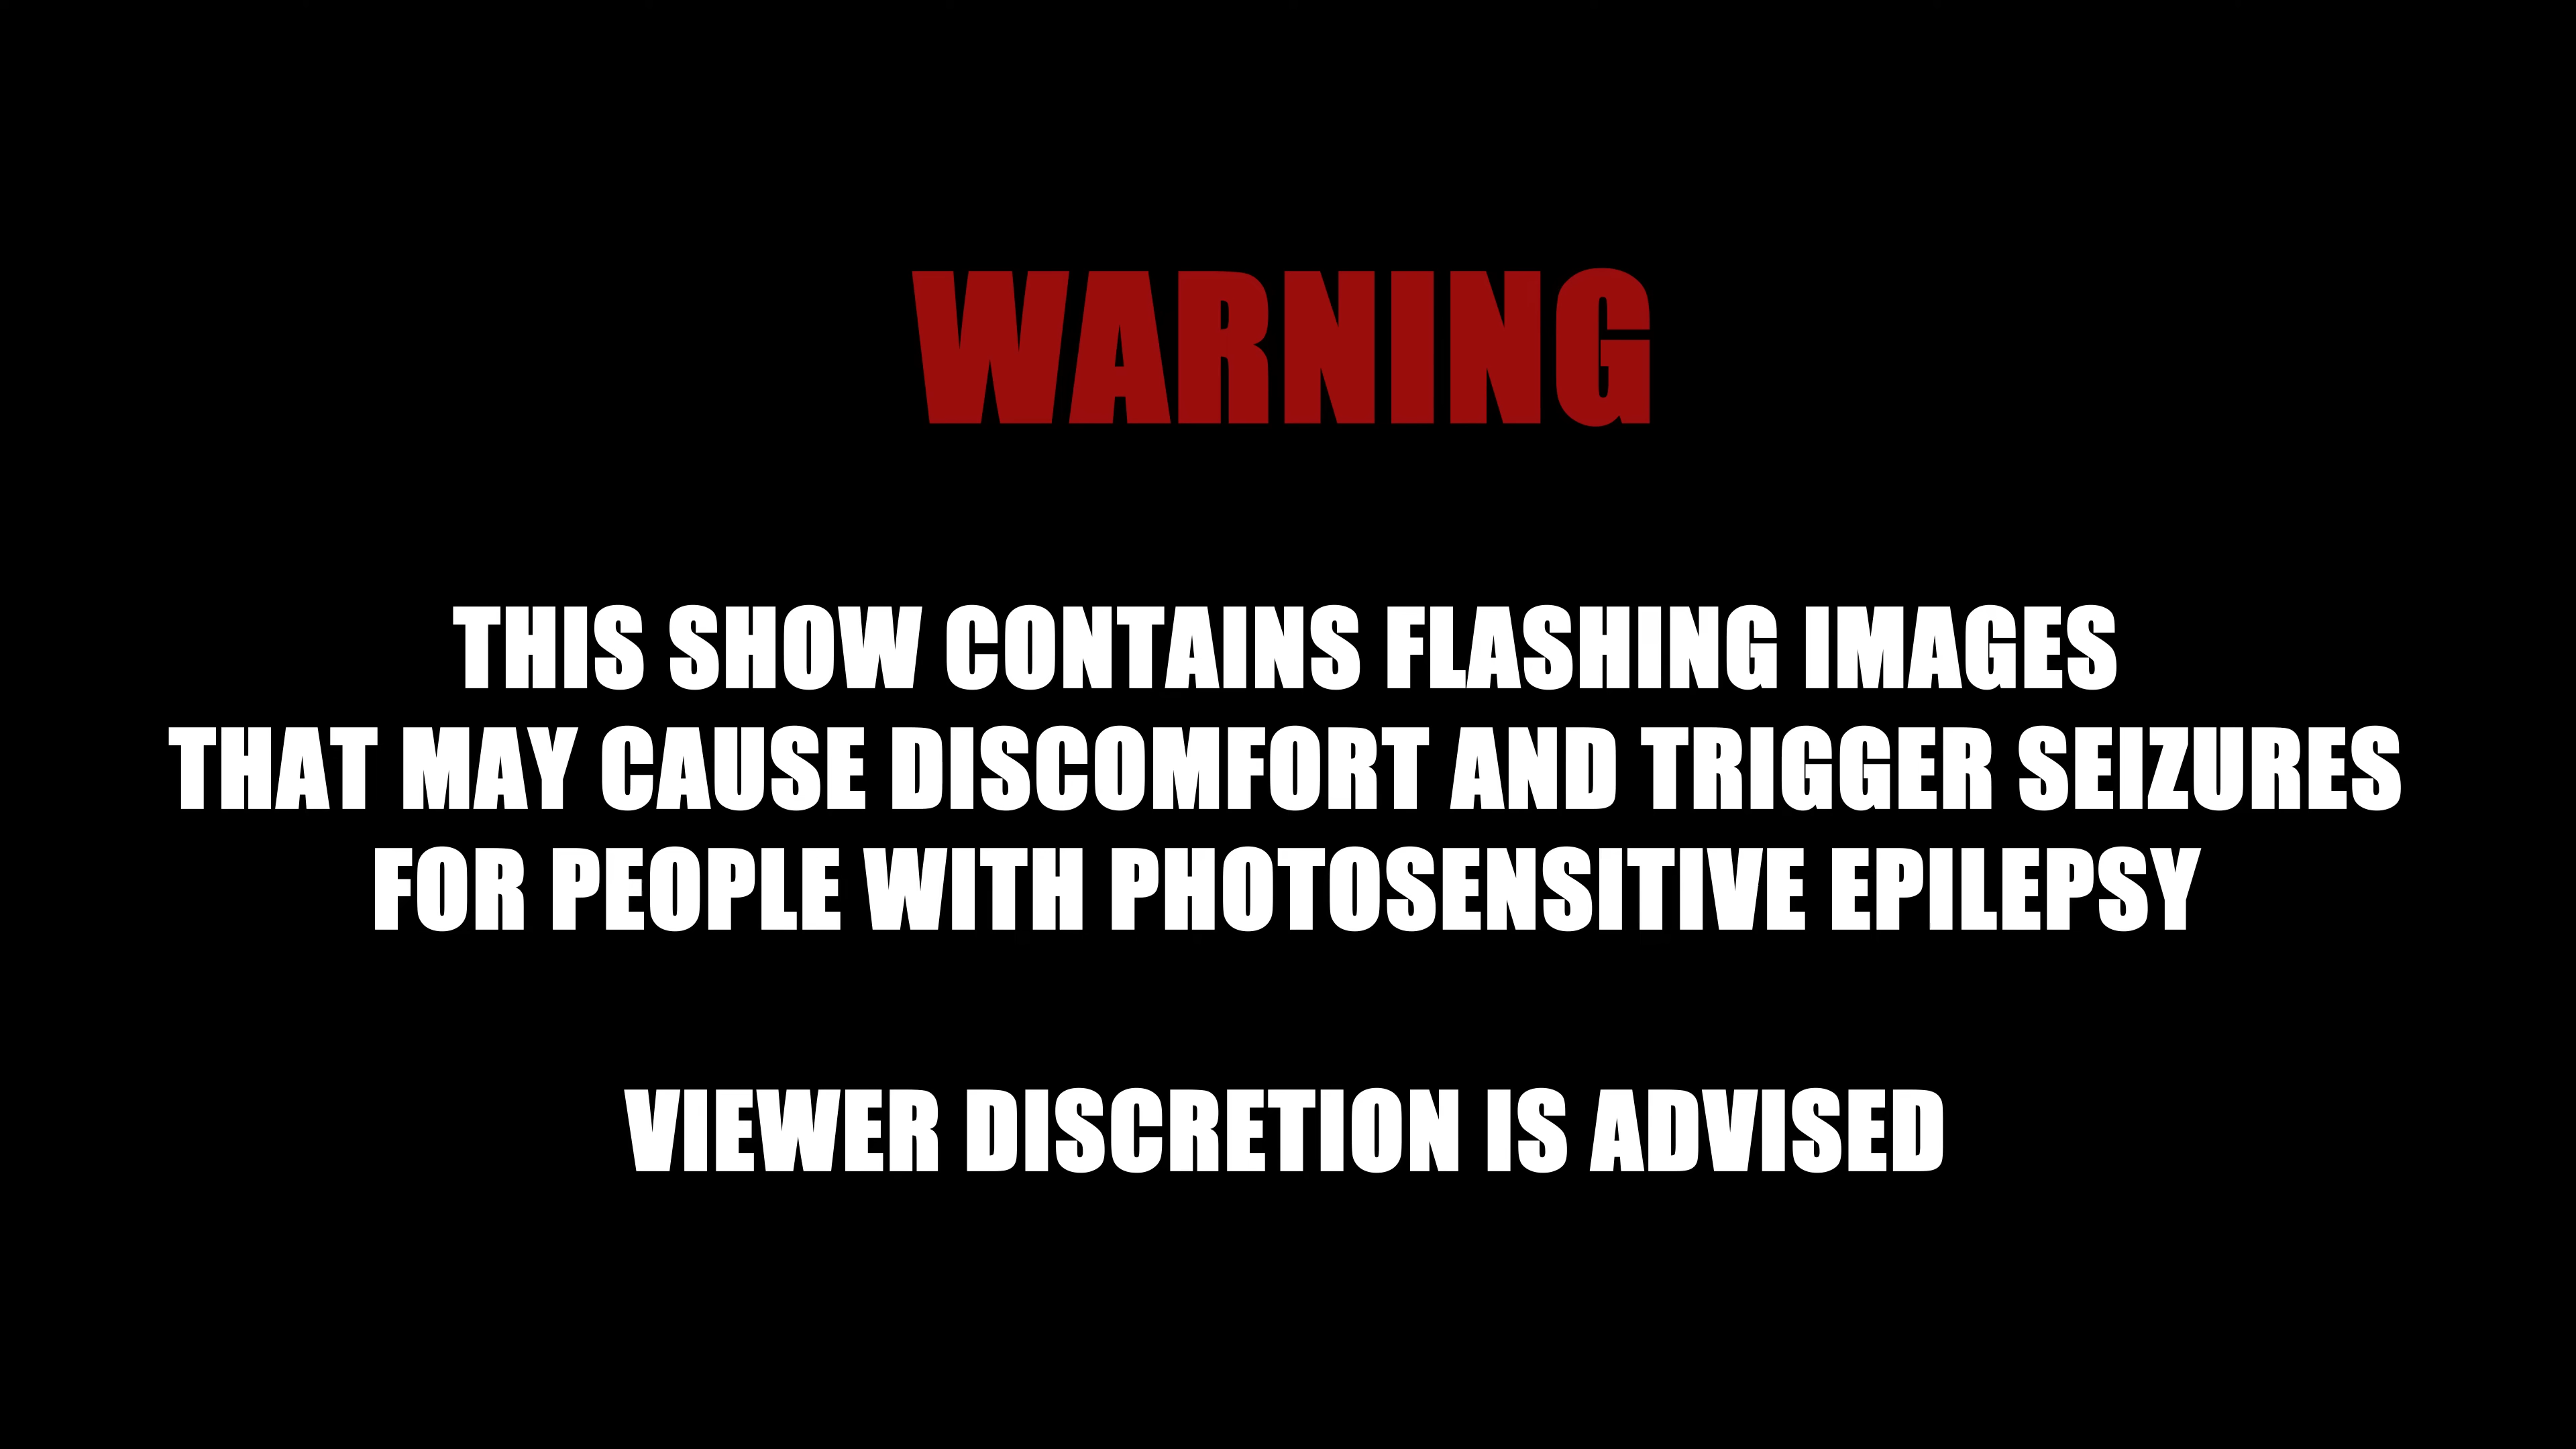 WARNING
THIS SHOW CONTAINS FLASHING IMAGES
THAT MAY CAUSE DISCOMFORT AND TRIGGER SEIZURES
FOR PEOPLE WITH PHOTOSENSITIVE EPILEPSY
VIEWER DISCRETION IS ADVISED